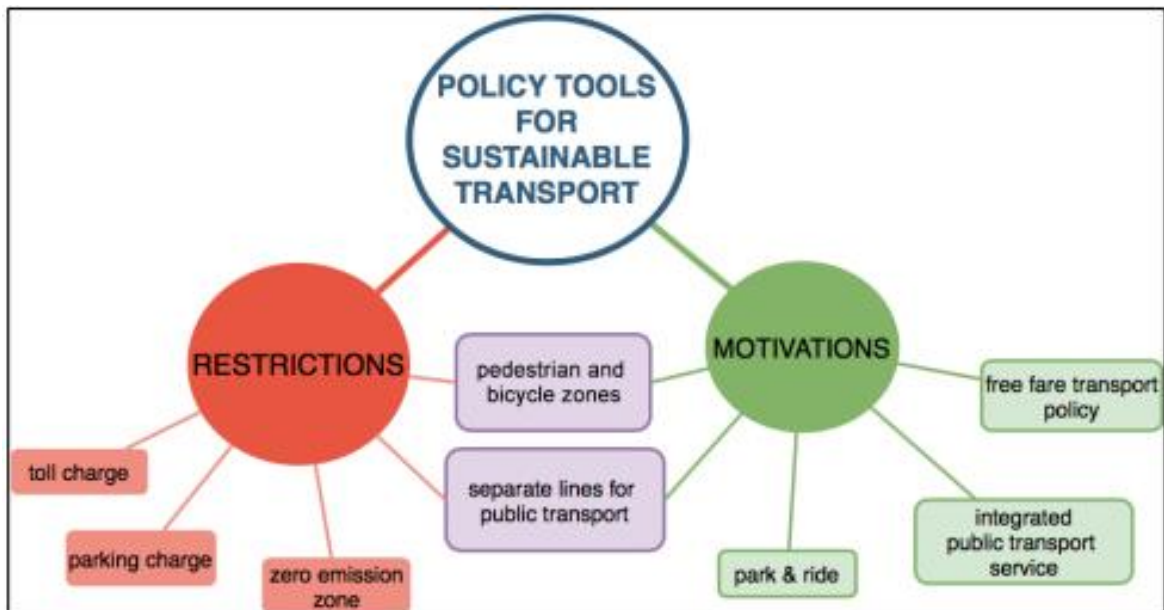 POLICY TOOLS
FOR
SUSTAINABLE
TRANSPORT
RESTRICTIONS
MOTIVATIONS
pedestrian and
bicycle zones
separate lines for
public transport
toll charge
parking charge
zero emission
zone
park & ride
integrated
public transport
service
free fare transport
policy